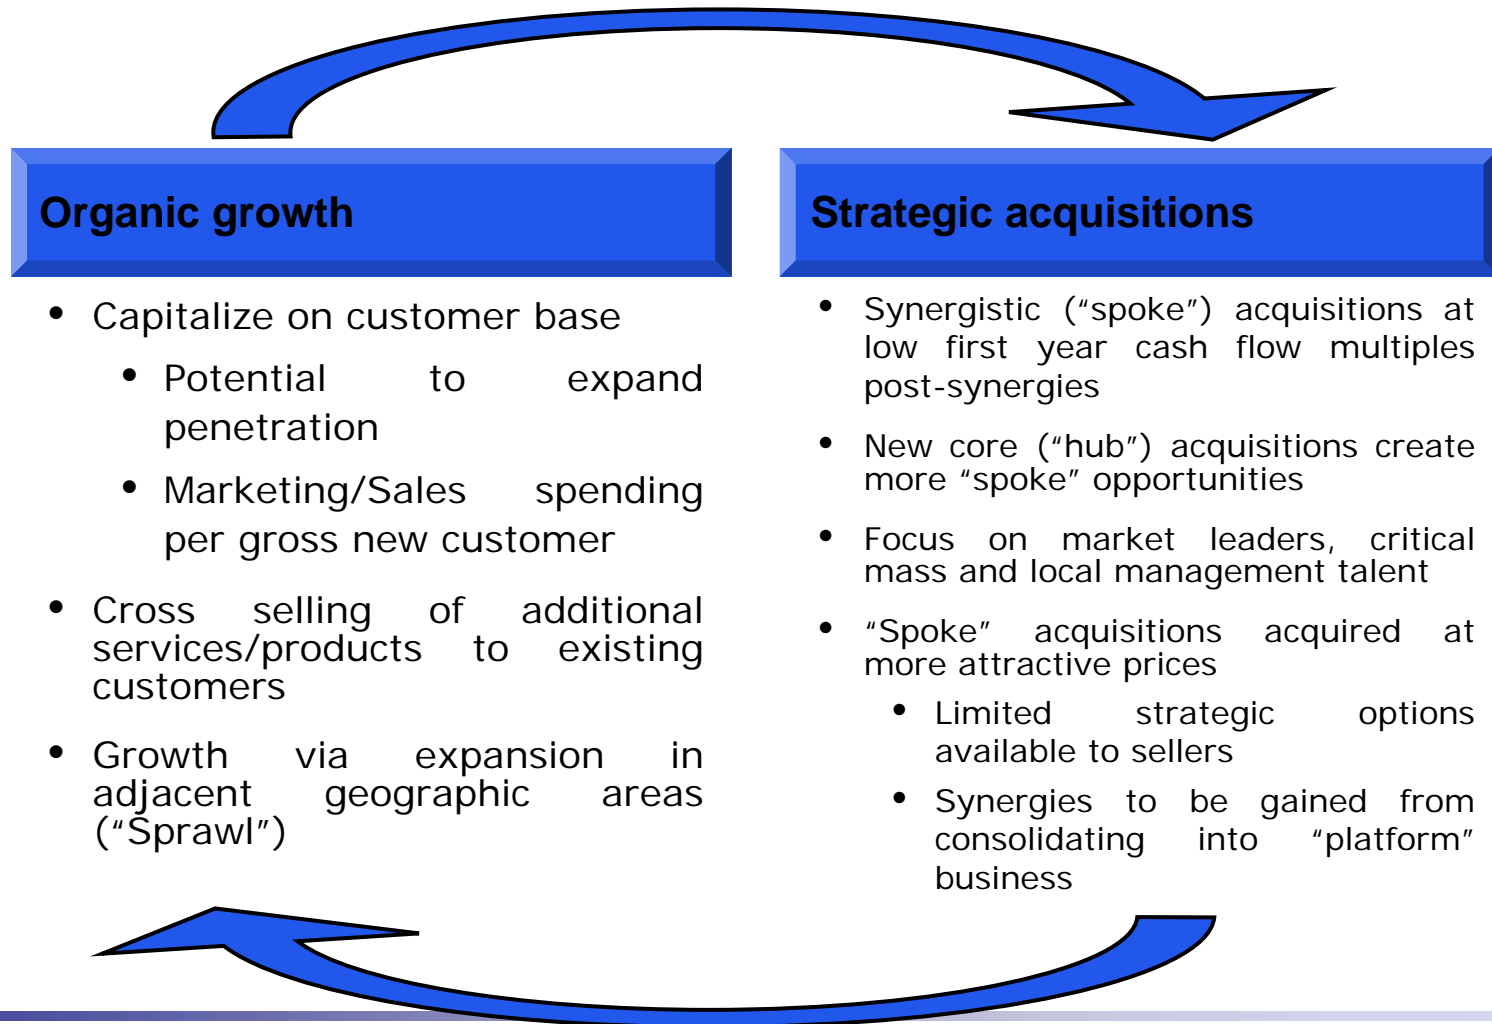 Organic growth
• Capitalize on customer base
• Potential to expand
penetration
• Marketing/Sales spending
per gross new customer
• Cross selling of additional
services/products to existing
customers
• Growth via expansion in
adjacent geographic areas
(“Sprawl”)
Strategic acquisitions
• Synergistic (“spoke”) acquisitions at
low first year cash flow multiples
post-synergies
• New core (“hub”) acquisitions create
more “spoke” opportunities
• Focus on market leaders, critical
mass and local management talent
• “Spoke” acquisitions acquired at
more attractive prices
• Limited strategic options
available to sellers
• Synergies to be gained from
consolidating into “platform”
business